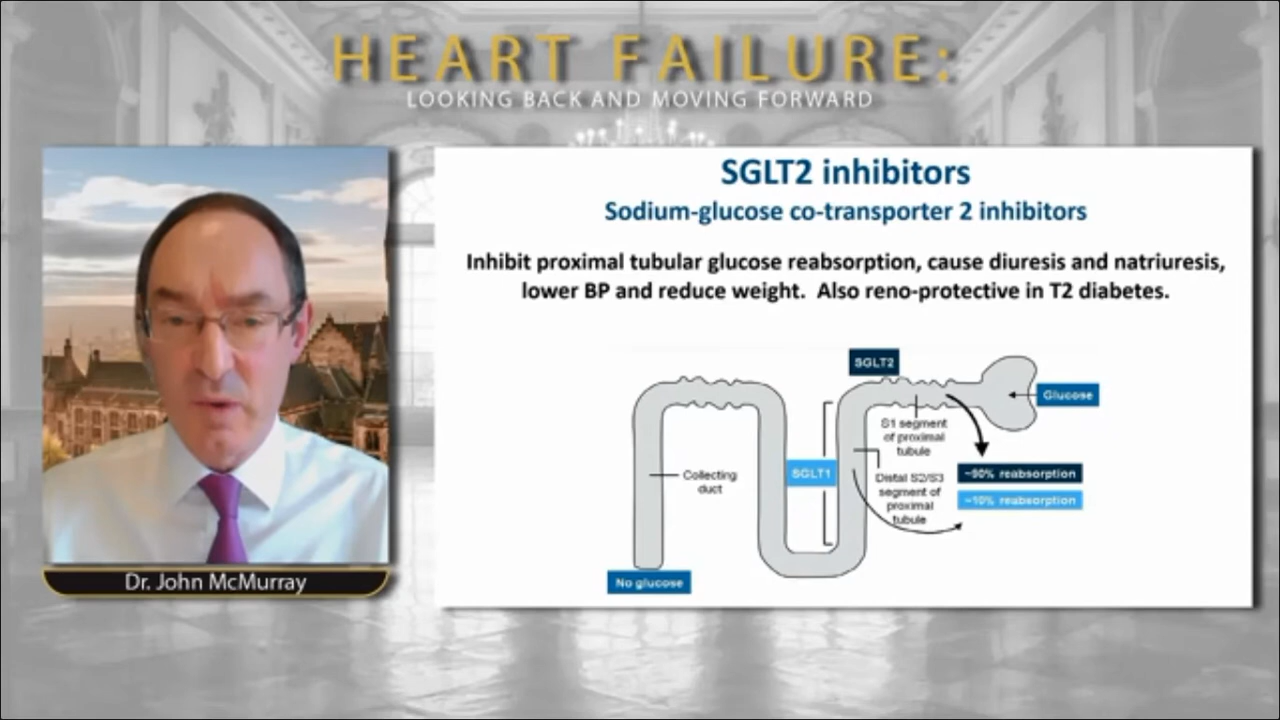 HEART FAILURE:
LOOKING BACK AND MOVING FORWARD
Dr. John McMurray
SGLT2 inhibitors
Sodium-glucose co-transporter 2 inhibitors
Inhibit proximal tubular glucose reabsorption, cause diuresis and natriuresis,
lower BP and reduce weight.  Also reno-protective in T2 diabetes.
SGLT2
Glucose
S1 segment
of proximal
tubule
SGLT1
Collecting
duct
Distal S2/S3
segment of
proximal
tubule
~90% reabsorption
~10% reabsorption
No glucose